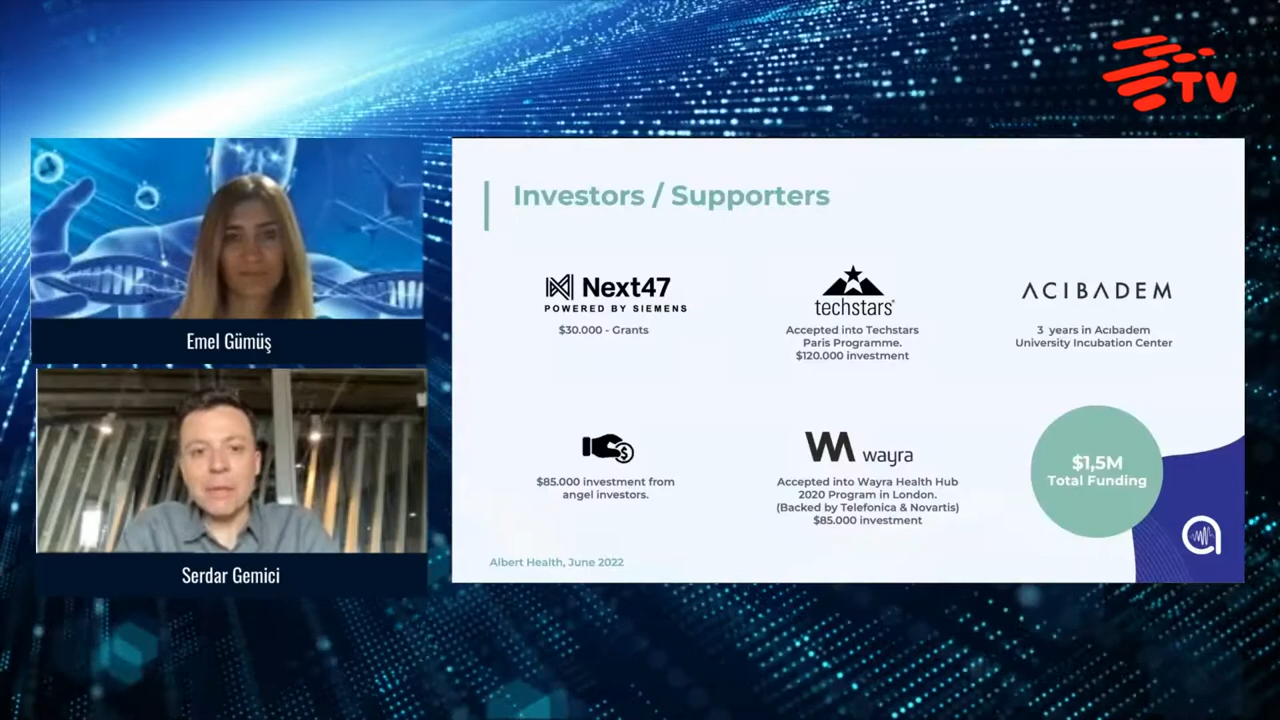 TV
Emel Gümüş
Serdar Gemici
Investors / Supporters
Next47
POWERED BY SIEMENS
$30.000 - Grants
techstars
Accepted into Techstars
Paris Programme.
$120.000 investment
ACIBADEM
3 years in Acıbadem
University Incubation Center
$85.000 investment from
angel investors.
wayra
Accepted into Wayra Health Hub
2020 Program in London.
(Backed by Telefonica & Novartis)
$85.000 investment
$1,5M
Total Funding
Albert Health, June 2022